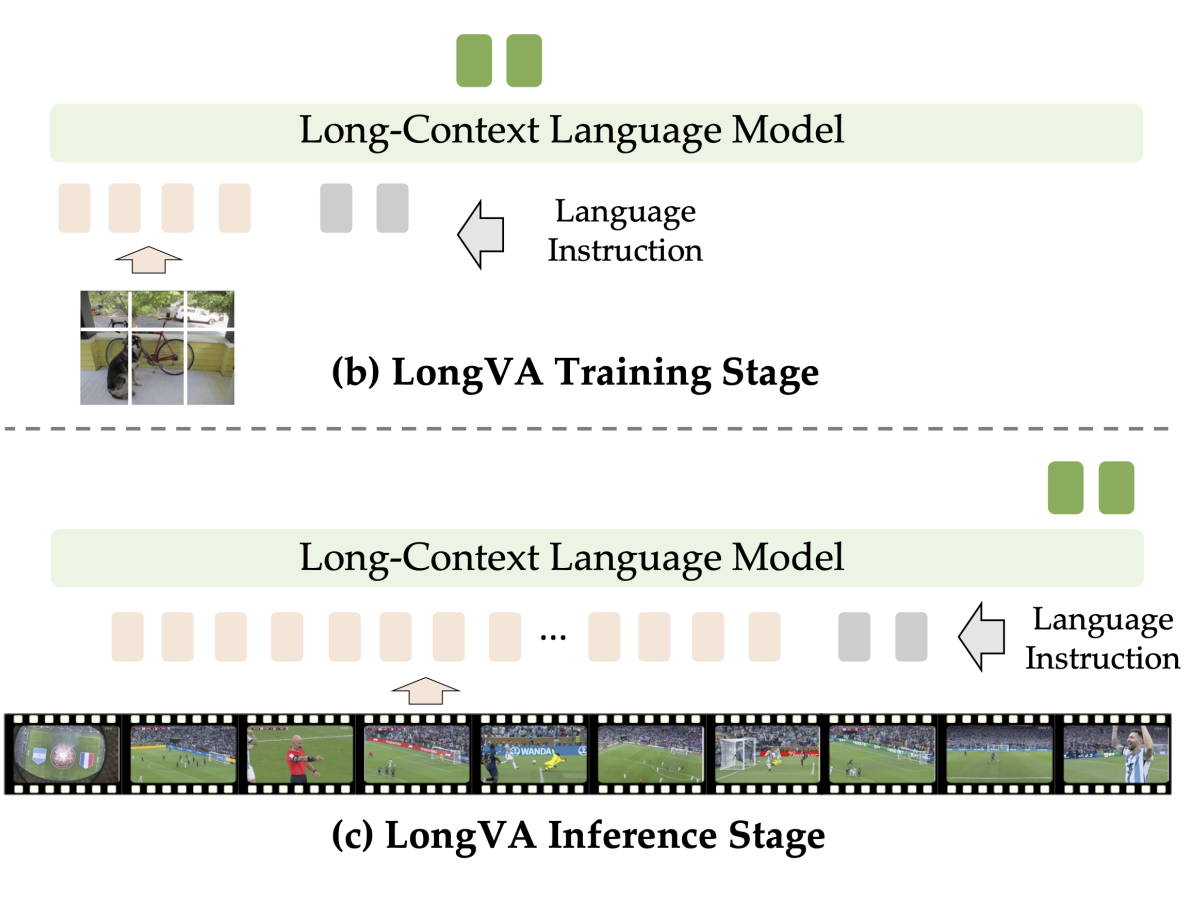 Long-Context Language Model
Language
Instruction
(b) LongVA Training Stage
Long-Context Language Model
...
Language
Instruction
WANDA
(c) LongVA Inference Stage